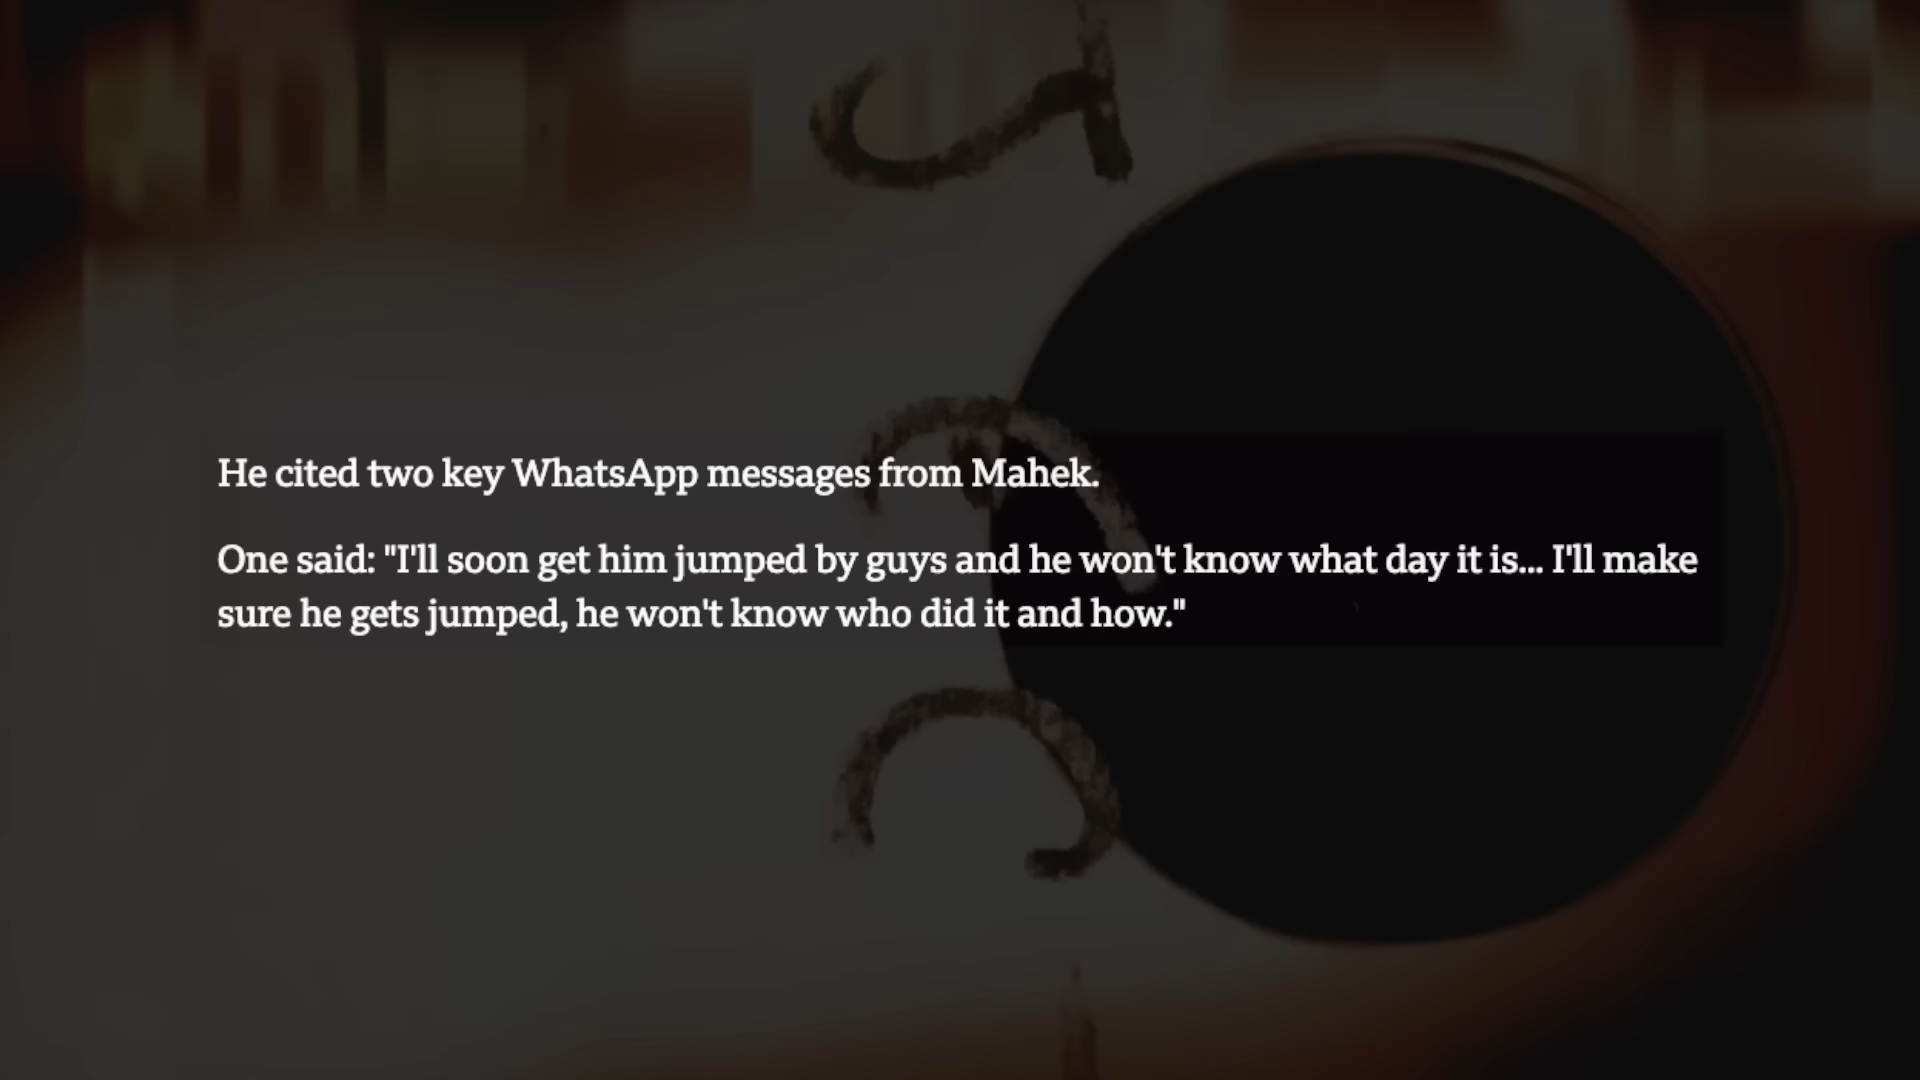 He cited two key WhatsApp messages from Mahek.
One said: "I'll soon get him jumped by guys and he won't know what day it is... I'll make
sure he gets jumped, he won't know who did it and how."